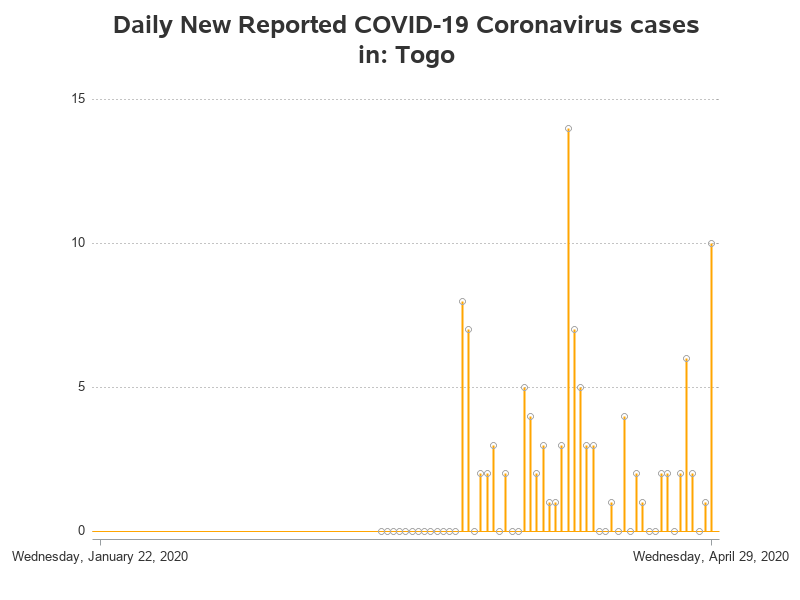 Daily New Reported COVID-19 Coronavirus cases
in: Togo
15
10
5
0
Wednesday, January 22, 2020
Wednesday, April 29, 2020